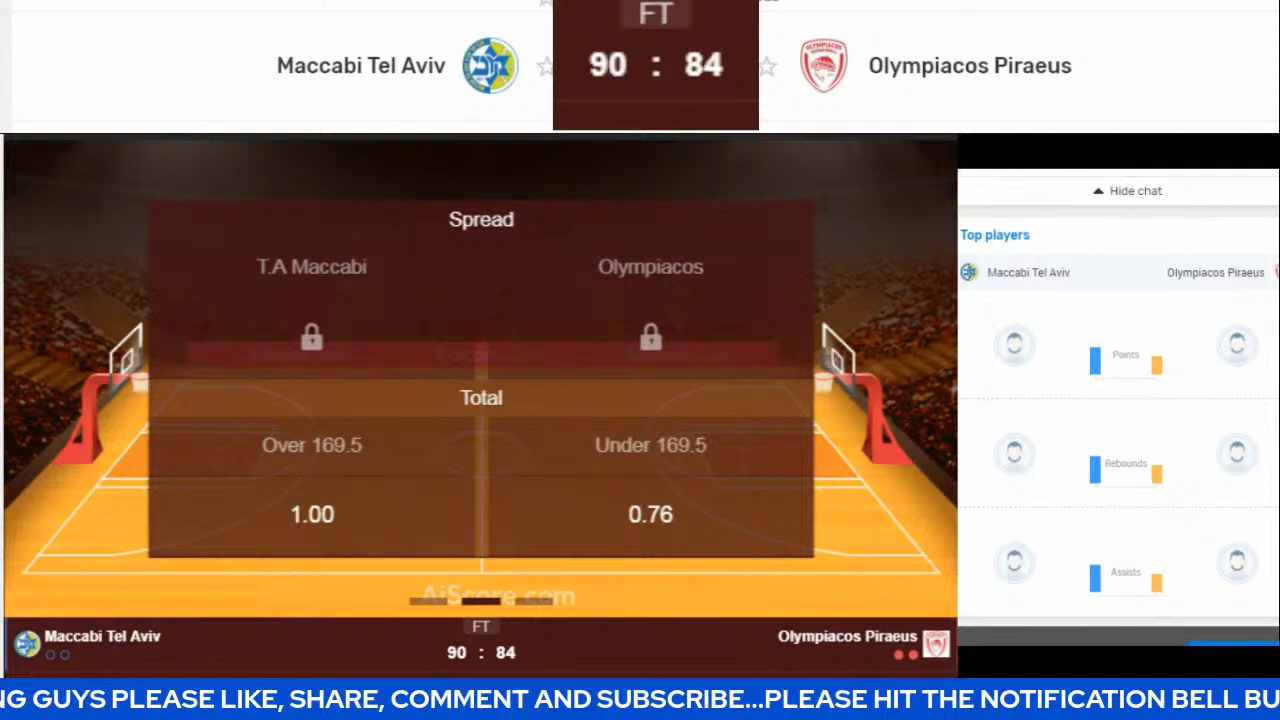 FT
Maccabi Tel Aviv 90 : 84 Olympiacos Piraeus
Hide chat
Spread
T.A Maccabi Olympiacos
Total
Over 169.5 Under 169.5
1.00 0.76
AiScore.com
Top players
Maccabi Tel Aviv Olympiacos Piraeus
Points
Rebounds
Assists
FT
Maccabi Tel Aviv 90 : 84 Olympiacos Piraeus
NG GUYS PLEASE LIKE, SHARE, COMMENT AND SUBSCRIBE...PLEASE HIT THE NOTIFICATION BELL BU